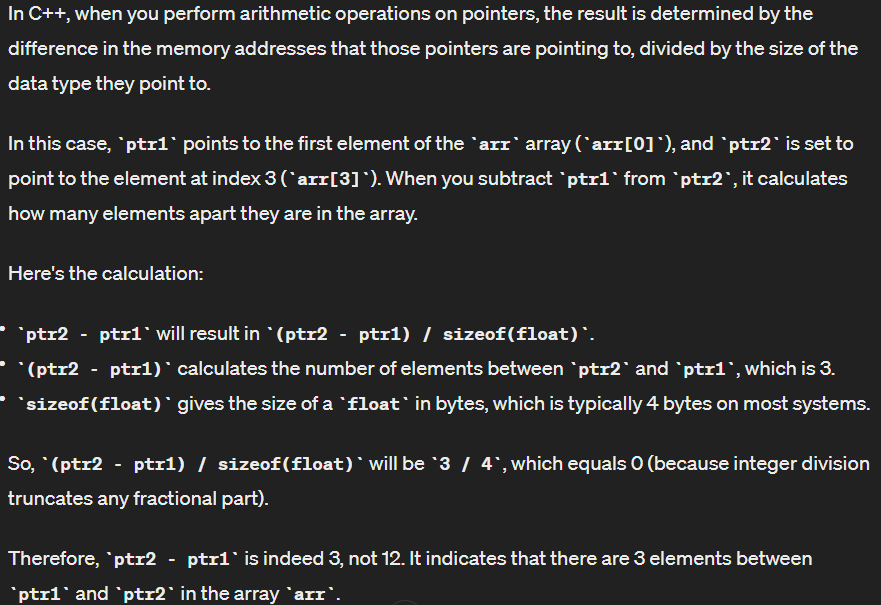 In C++, when you perform arithmetic operations on pointers, the result is determined by the
difference in the memory addresses that those pointers are pointing to, divided by the size of the
data type they point to.
In this case, `ptr1` points to the first element of the `arr` array (`arr[0]`), and `ptr2` is set to
point to the element at index 3 (`arr[3]`). When you subtract `ptr1` from `ptr2`, it calculates
how many elements apart they are in the array.
Here's the calculation:
• `ptr2 - ptr1` will result in `(ptr2 - ptr1) / sizeof(float)`.
• `(ptr2 - ptr1)` calculates the number of elements between `ptr2` and `ptr1`, which is 3.
• `sizeof(float)` gives the size of a `float` in bytes, which is typically 4 bytes on most systems.
So, `(ptr2 - ptr1) / sizeof(float)` will be `3 / 4`, which equals 0 (because integer division
truncates any fractional part).
Therefore, `ptr2 - ptr1` is indeed 3, not 12. It indicates that there are 3 elements between
`ptr1` and `ptr2` in the array `arr`.